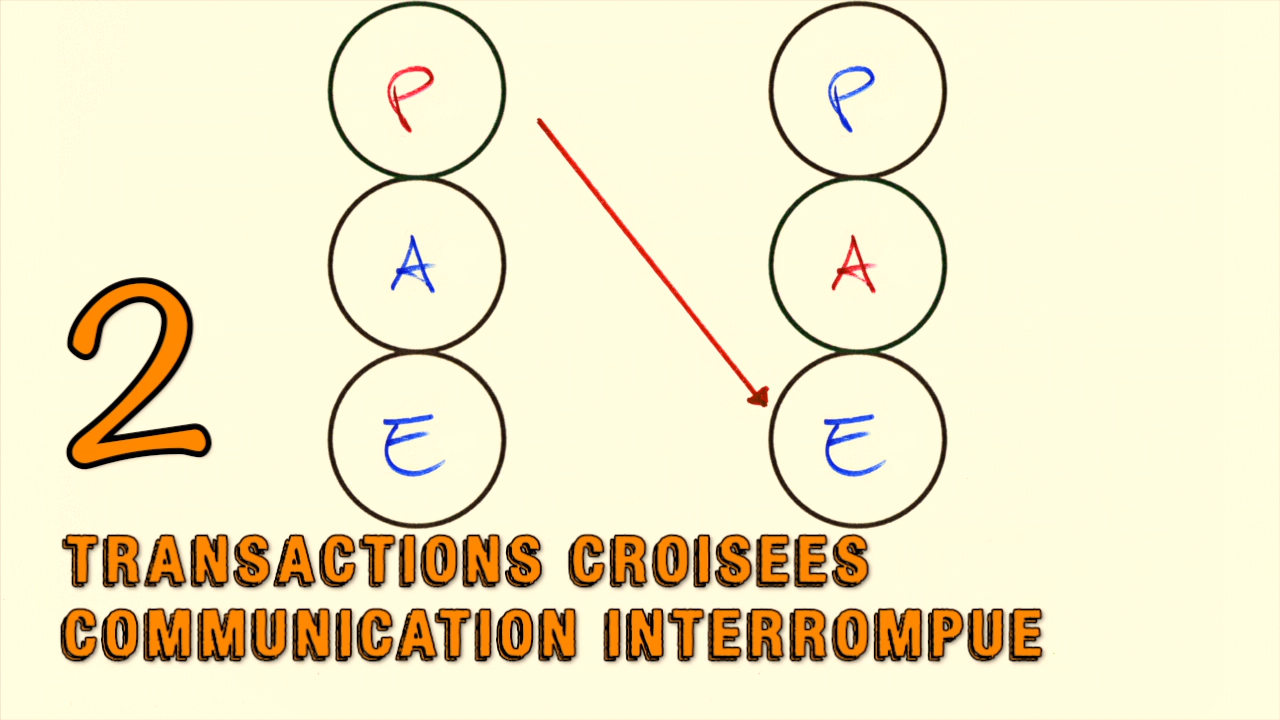 P P
A A
E E
2
TRANSACTIONS CROISEES
COMMUNICATION INTERROMPUE